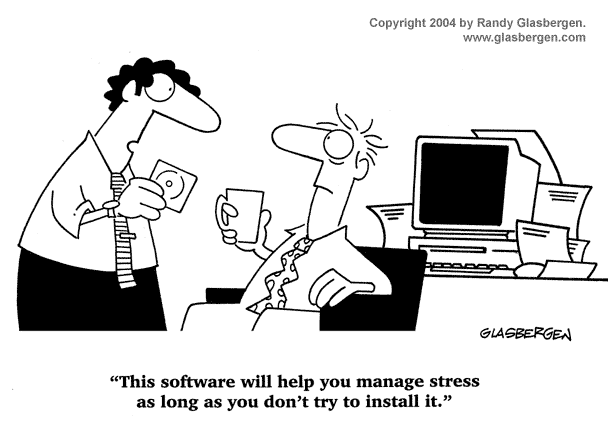 Copyright 2004 by Randy Glasbergen.
www.glasbergen.com
GLASBERGEN
“This software will help you manage stress
as long as you don’t try to install it.”